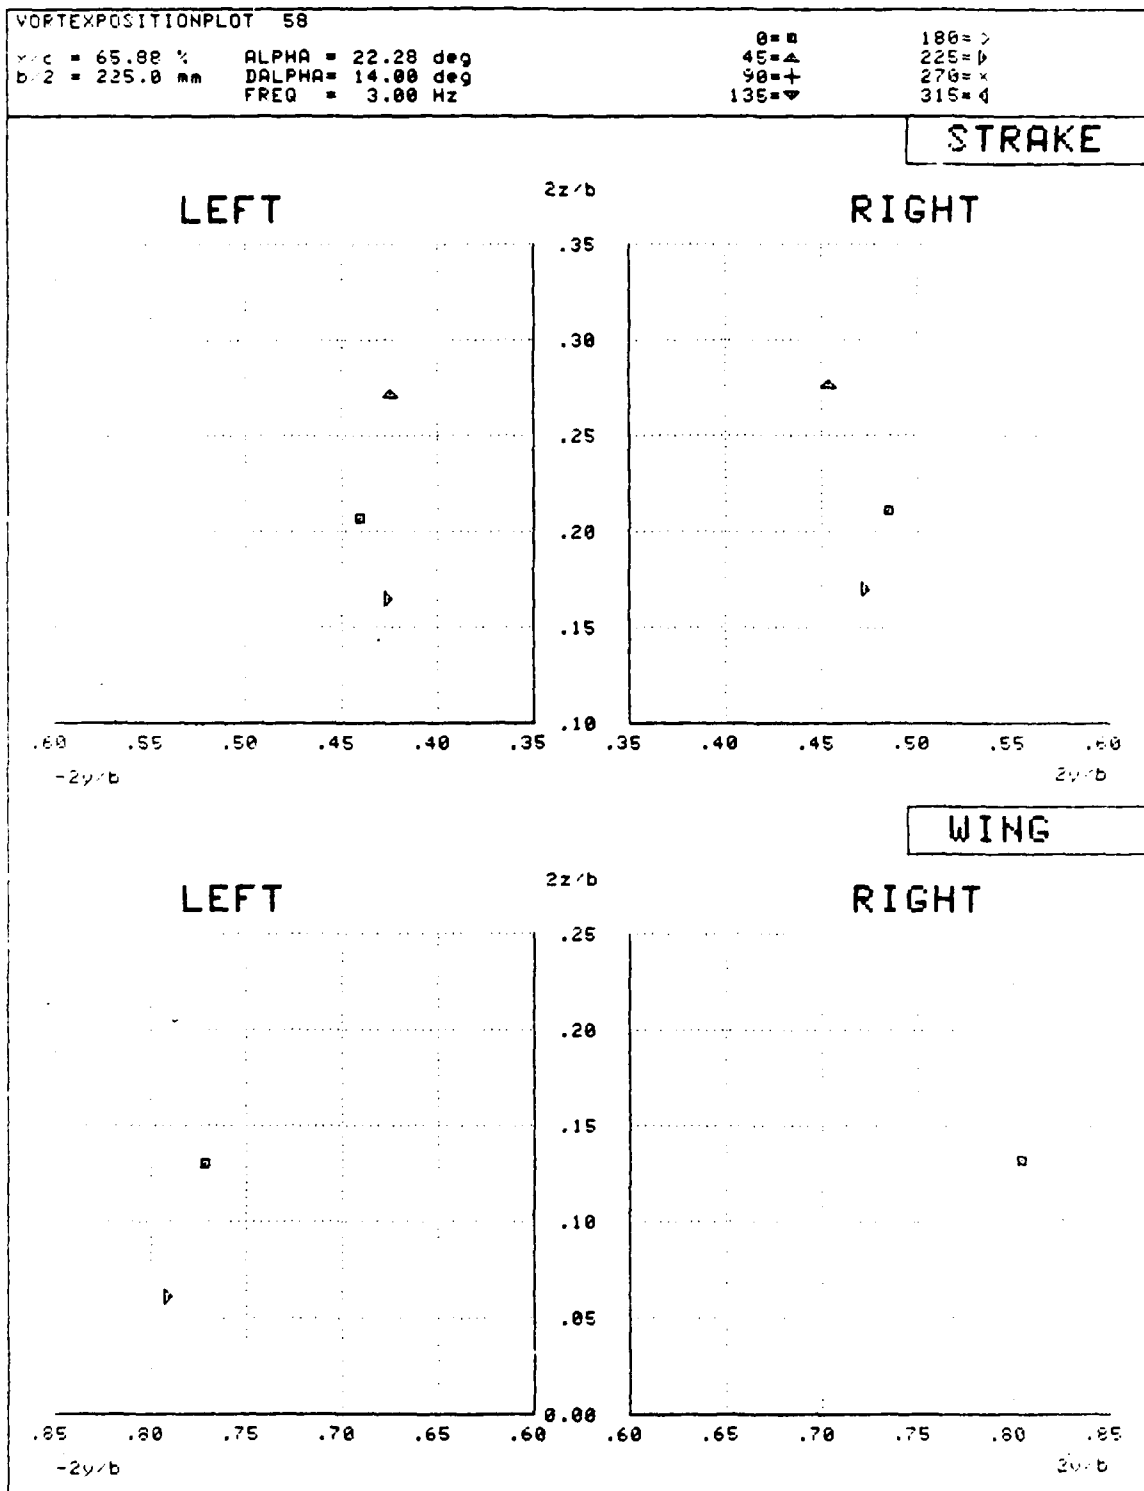 VORTEXPOSITIONPLOT 58
x/c = 65.88 % ALPHA = 22.28 deg 0= 180=
b/2 = 225.0 mm DALPHA= 14.00 deg 45= 225=
FREQ = 3.00 Hz 90=+ 270=×
135= 315=
STRAKE
2z/b
LEFT RIGHT
.35
.30
.25
.20
.15
.10
.60 .55 .50 .45 .40 .35 .35 .40 .45 .50 .55 .60
-2y/b 2y/b
WING
2z/b
LEFT RIGHT
.25
.20
.15
.10
.05
0.00
.85 .80 .75 .70 .65 .60 .60 .65 .70 .75 .80 .85
-2y/b 2y/b